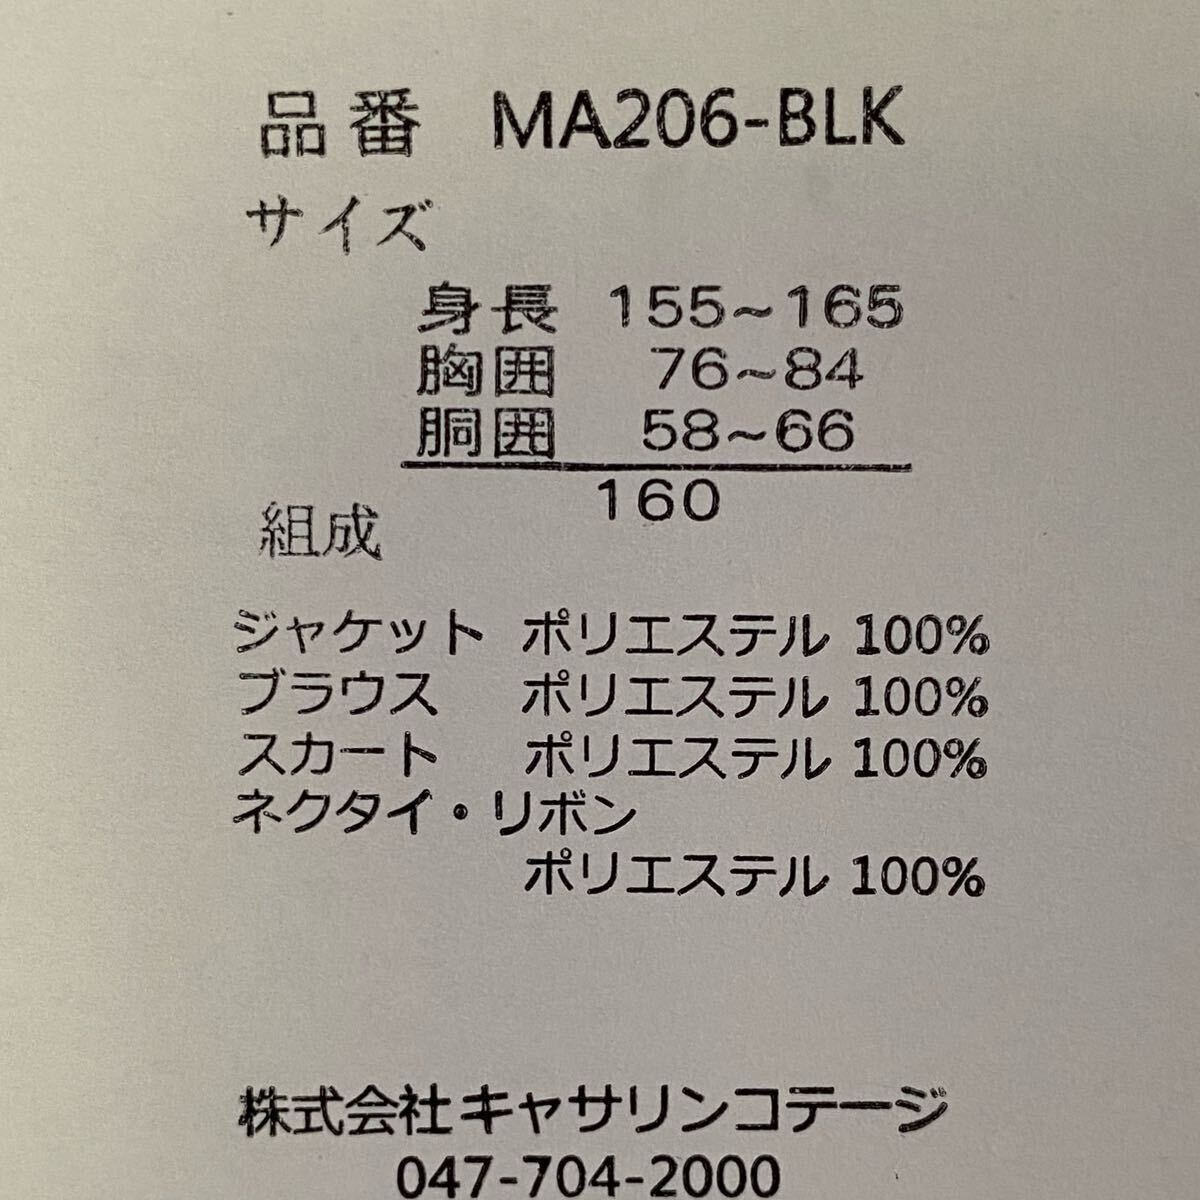 品番 MA206-BLK
サイズ
身長 155~165
胸囲 76~84
胴囲 58~66
160
組成
ジャケット ポリエステル 100%
ブラウス ポリエステル 100%
スカート ポリエステル 100%
ネクタイ・リボン
ポリエステル 100%
株式会社キャサリンコテージ
047-704-2000